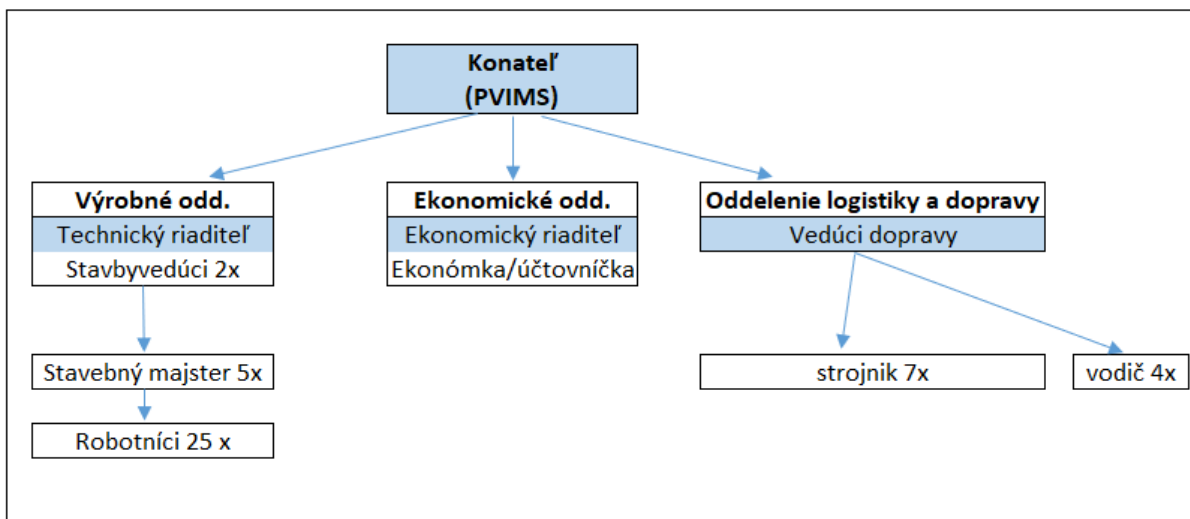 Konateľ
(PVIMS)
Výrobné odd.
Technický riaditeľ
Stavbyvedúci 2x
Ekonomické odd.
Ekonomický riaditeľ
Ekonómka/účtovníčka
Oddelenie logistiky a dopravy
Vedúci dopravy
Stavebný majster 5x
strojnik 7x
vodič 4x
Robotníci 25 x